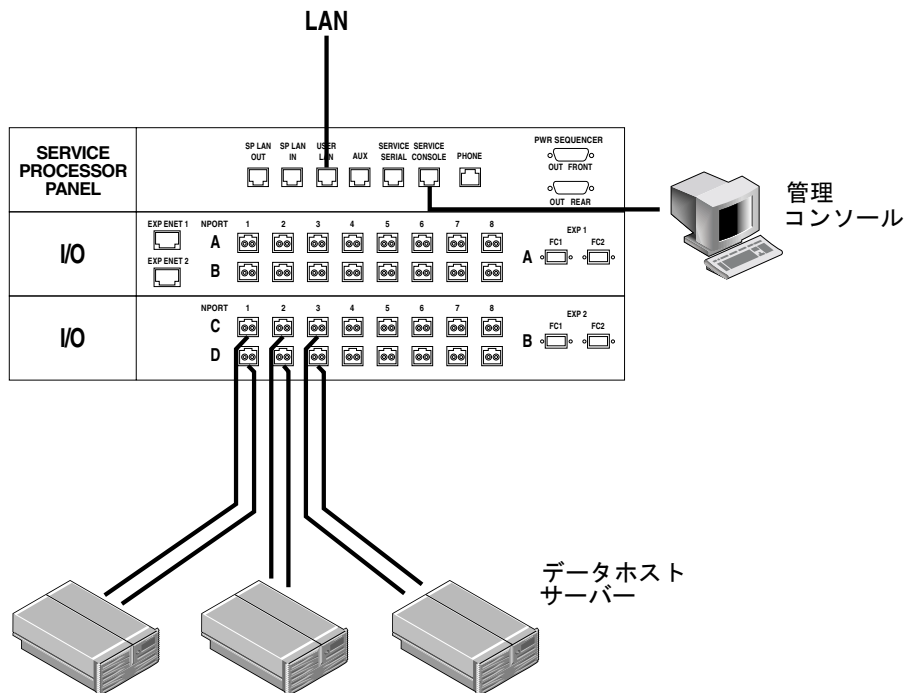 LAN
SERVICE
PROCESSOR
PANEL
SP LAN
OUT
SP LAN
IN
USER
LAN
AUX
SERVICE
SERIAL
SERVICE
CONSOLE
PHONE
PWR SEQUENCER
OUT FRONT
OUT REAR
管理
コンソール
I/O
EXP ENET 1
EXP ENET 2
NPORT 1 2 3 4 5 6 7 8
A
B
EXP 1
FC1 FC2
A
I/O
NPORT 1 2 3 4 5 6 7 8
C
D
EXP 2
FC1 FC2
B
データホスト
サーバー